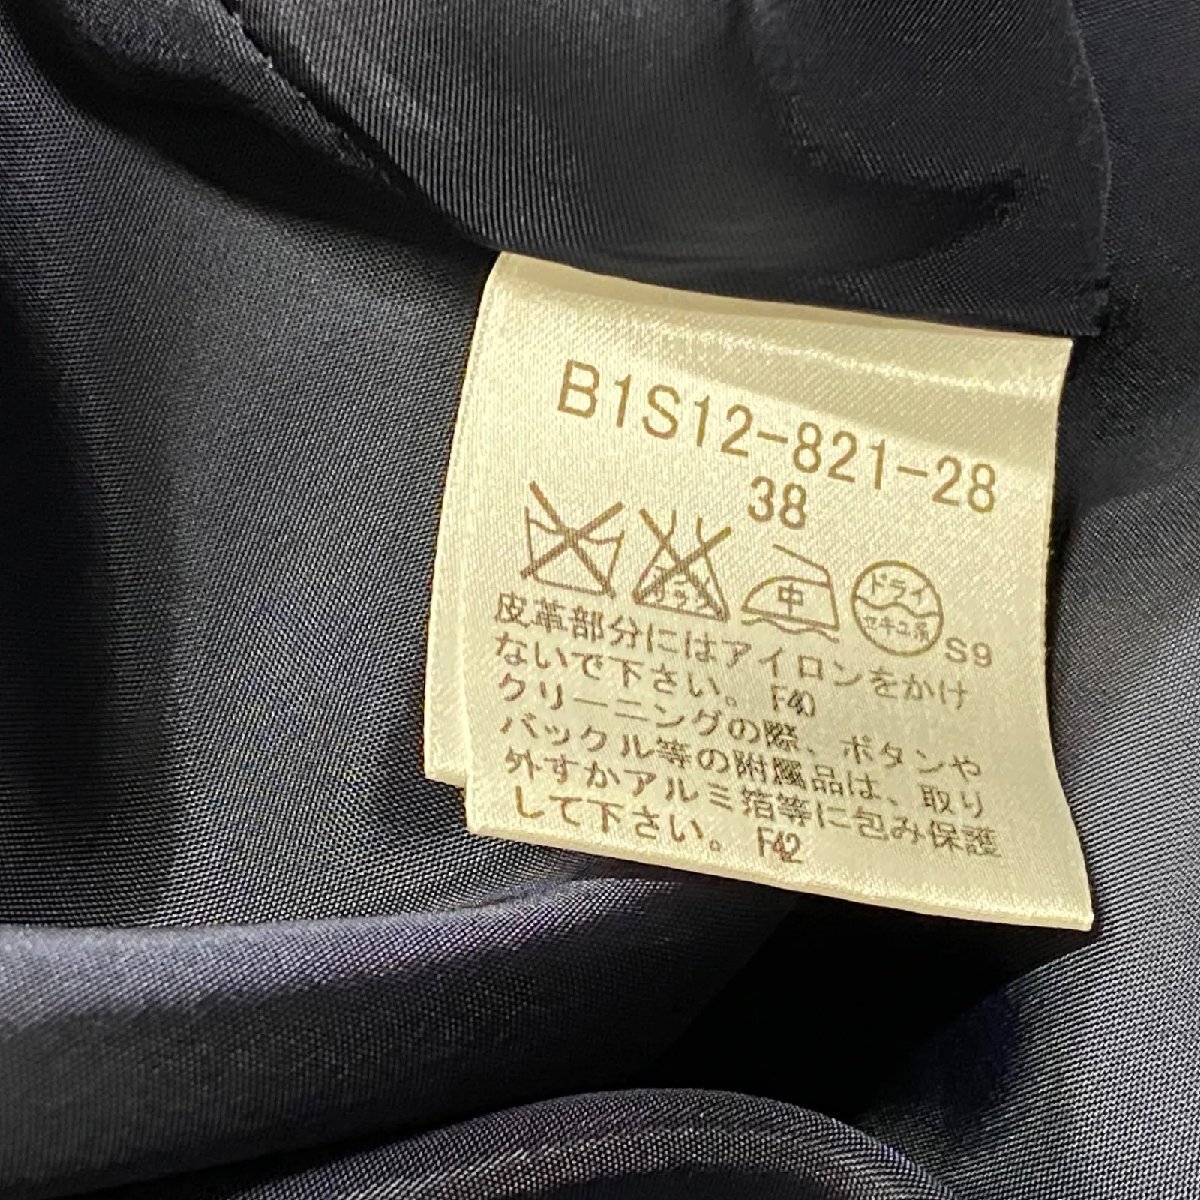 B1S12-821-28
38
エンソ
中
ドライ
セキユ系
S9
皮革部分にはアイロンをかけ
ないで下さい。 F40
クリーニングの際、ボタンや
バックル等の附属品は、取り
外すかアルミ箔等に包み保護
して下さい。 F42